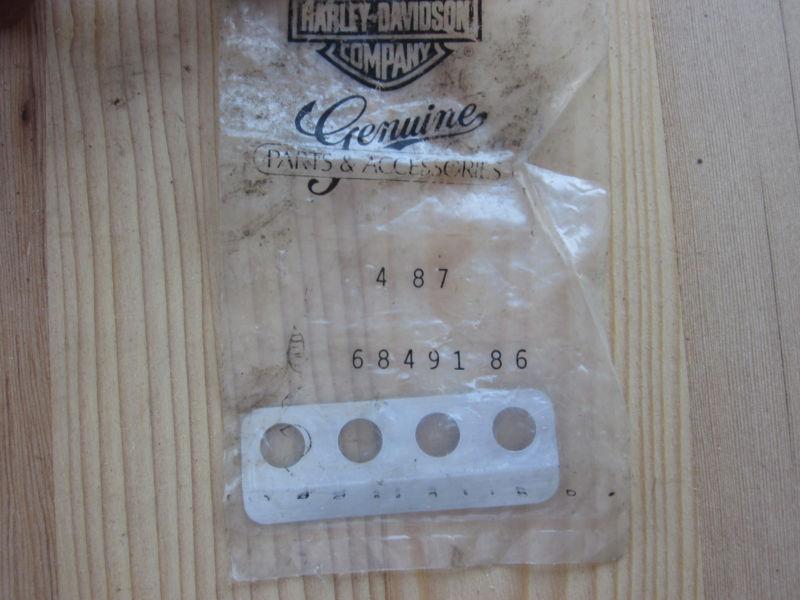 HARLEY-DAVIDSON
COMPANY
®
Genuine
PARTS & ACCESSORIES
4 87
68491 86